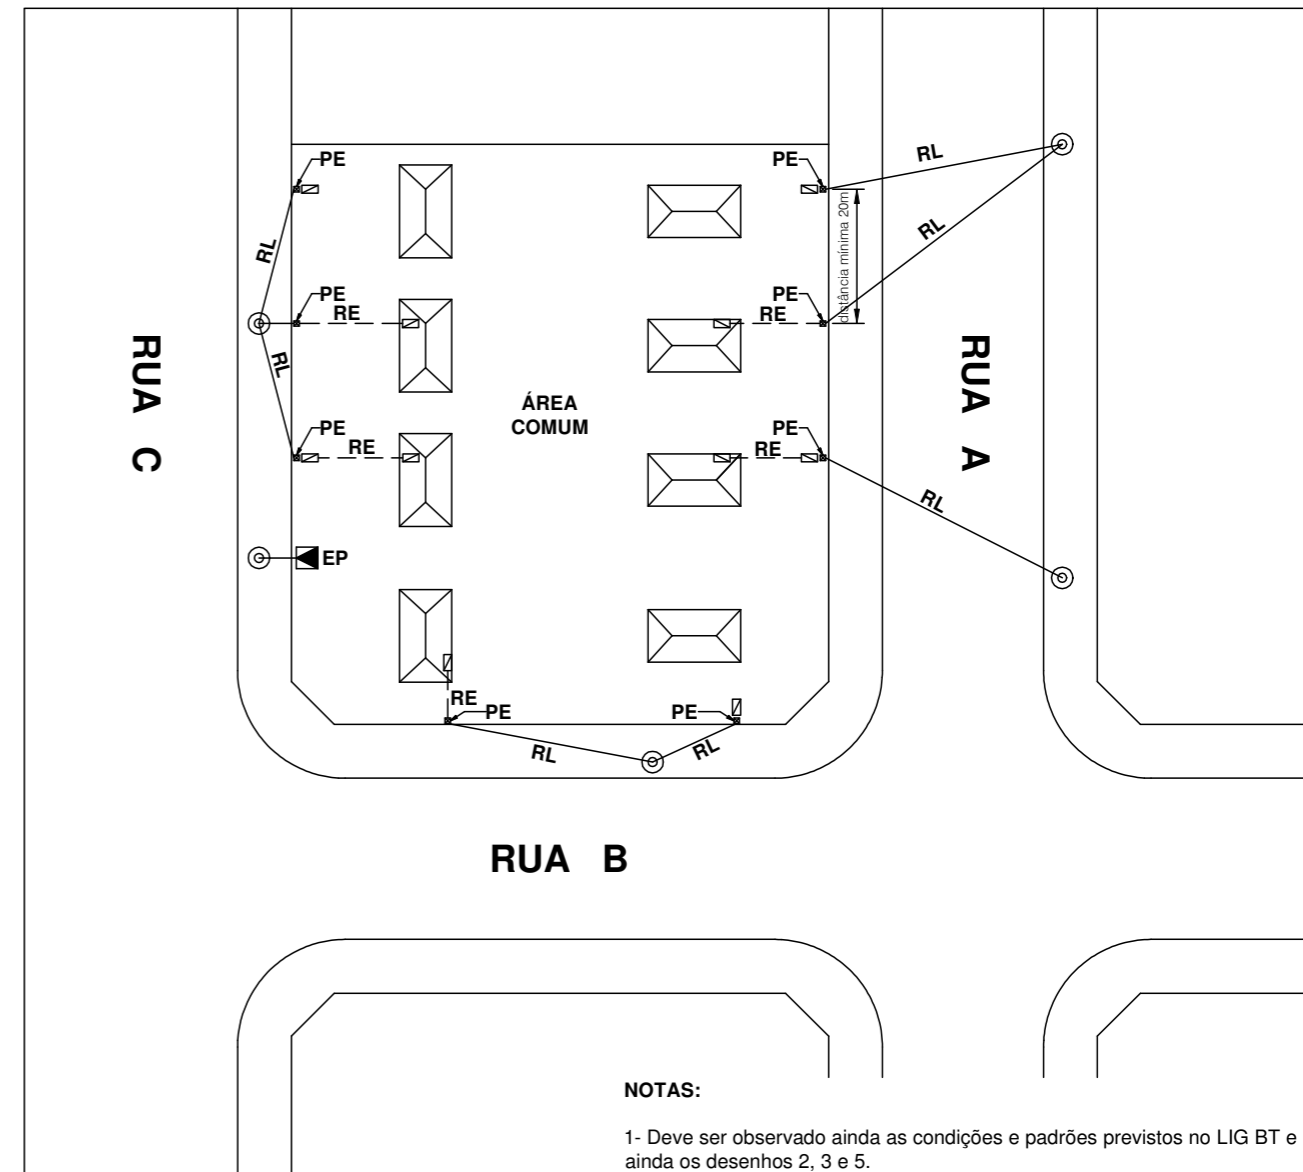 PE
PE
RL
RL
RL
distância mínima 20m
PE
RE
PE
RE
RL
RUA C
RUA A
ÁREA
COMUM
PE
RE
PE
RE
RL
EP
RE
PE
PE
RL
RL
RUA B
NOTAS:
1- Deve ser observado ainda as condições e padrões previstos no LIG BT e
ainda os desenhos 2, 3 e 5.